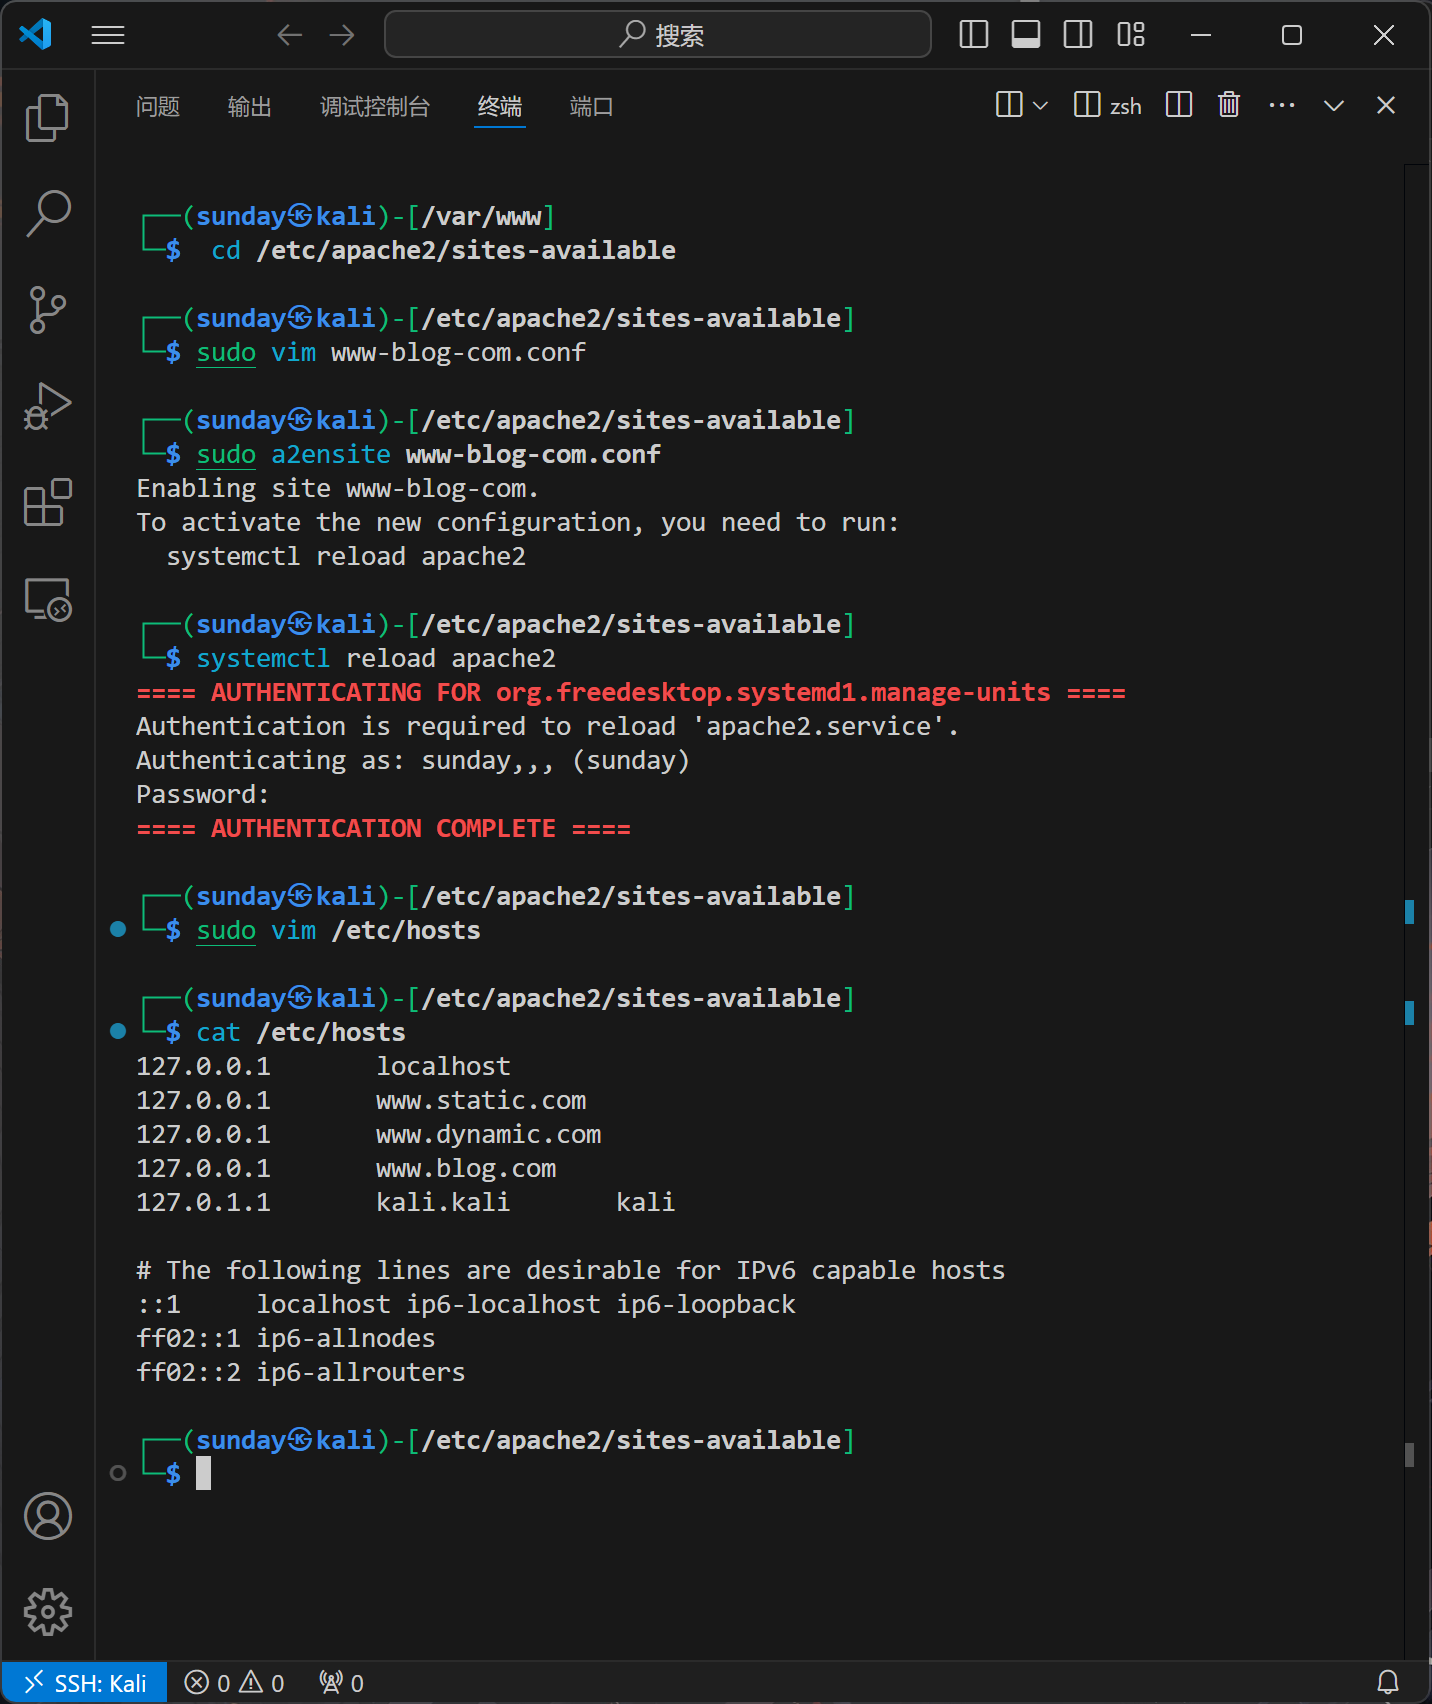 搜索
问题 输出 调试控制台 终端 端口 zsh
┌──(sunday㉿kali)-[/var/www]
└─$  cd /etc/apache2/sites-available
┌──(sunday㉿kali)-[/etc/apache2/sites-available]
└─$ sudo vim www-blog-com.conf
┌──(sunday㉿kali)-[/etc/apache2/sites-available]
└─$ sudo a2ensite www-blog-com.conf
Enabling site www-blog-com.
To activate the new configuration, you need to run:
  systemctl reload apache2
┌──(sunday㉿kali)-[/etc/apache2/sites-available]
└─$ systemctl reload apache2
==== AUTHENTICATING FOR org.freedesktop.systemd1.manage-units ====
Authentication is required to reload 'apache2.service'.
Authenticating as: sunday,,, (sunday)
Password:
==== AUTHENTICATION COMPLETE ====
┌──(sunday㉿kali)-[/etc/apache2/sites-available]
└─$ sudo vim /etc/hosts
┌──(sunday㉿kali)-[/etc/apache2/sites-available]
└─$ cat /etc/hosts
127.0.0.1       localhost
127.0.0.1       www.static.com
127.0.0.1       www.dynamic.com
127.0.0.1       www.blog.com
127.0.1.1       kali.kali       kali
# The following lines are desirable for IPv6 capable hosts
::1     localhost ip6-localhost ip6-loopback
ff02::1 ip6-allnodes
ff02::2 ip6-allrouters
┌──(sunday㉿kali)-[/etc/apache2/sites-available]
└─$
SSH: Kali 0 0 0